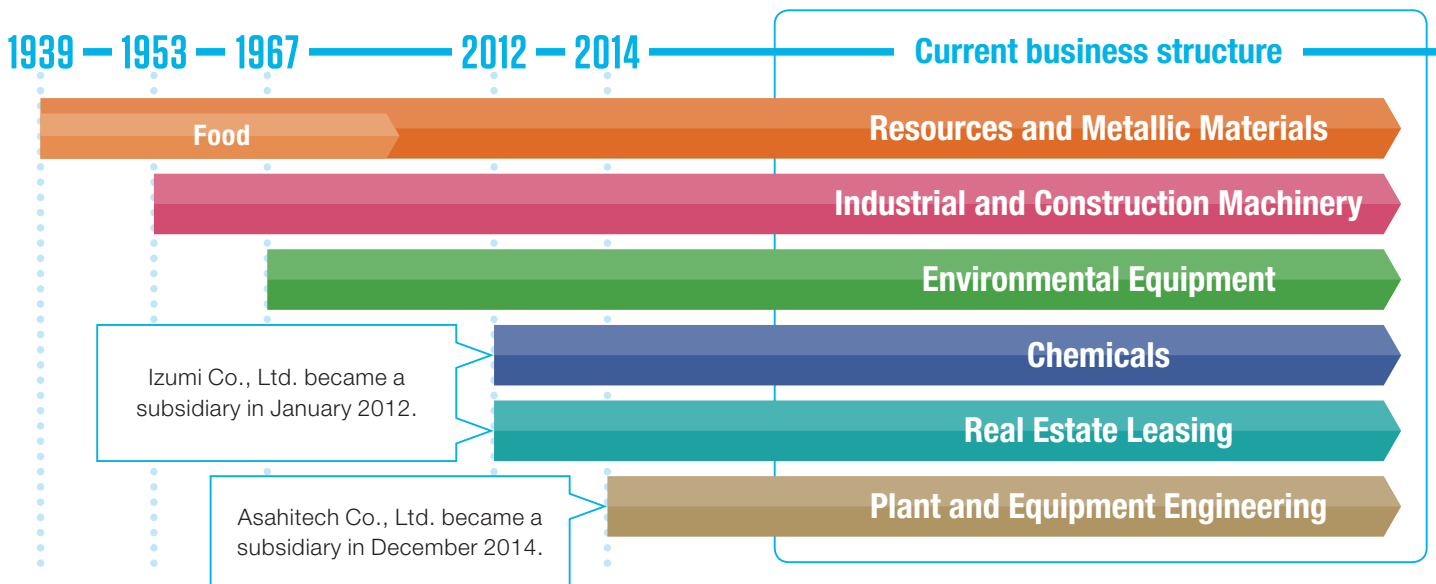 1939 1953 1967 2012 2014 Current business structure
Food
Resources and Metallic Materials
Industrial and Construction Machinery
Environmental Equipment
Chemicals
Izumi Co., Ltd. became a
subsidiary in January 2012.
Real Estate Leasing
Plant and Equipment Engineering
Asahitech Co., Ltd. became a
subsidiary in December 2014.